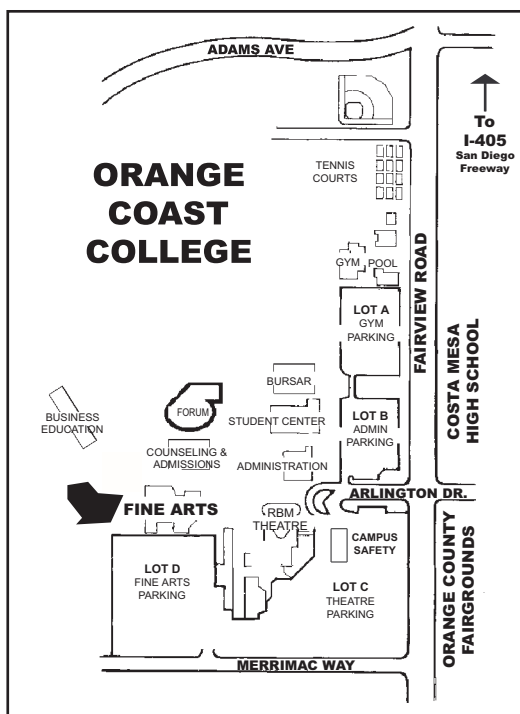 ADAMS AVE
To
I-405
San Diego
Freeway
ORANGE
COAST
COLLEGE
TENNIS
COURTS
GYM
POOL
LOT A
GYM
PARKING
FAIRVIEW ROAD
COSTA MESA
HIGH SCHOOL
BURSAR
FORUM
STUDENT CENTER
LOT B
ADMIN
PARKING
BUSINESS
EDUCATION
COUNSELING &
ADMISSIONS
ADMINISTRATION
ARLINGTON DR.
FINE ARTS
RBM
THEATRE
CAMPUS
SAFETY
ORANGE COUNTY
FAIRGROUNDS
LOT D
FINE ARTS
PARKING
LOT C
THEATRE
PARKING
MERRIMAC WAY